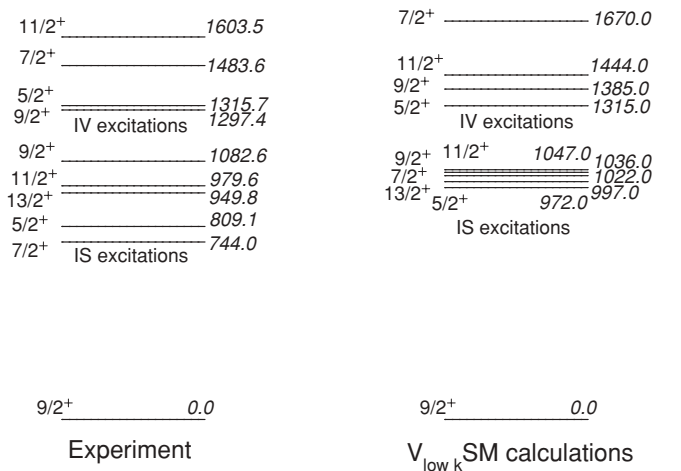 11/2+ 1603.5
7/2+ 1483.6
5/2+ 1315.7
9/2+ 1297.4
IV excitations
9/2+ 1082.6
11/2+ 979.6
13/2+ 949.8
5/2+ 809.1
7/2+ 744.0
IS excitations
9/2+ 0.0
Experiment
7/2+ 1670.0
11/2+ 1444.0
9/2+ 1385.0
5/2+ 1315.0
IV excitations
9/2+ 11/2+ 1047.0 1036.0
7/2+ 1022.0
13/2+ 997.0
5/2+ 972.0
IS excitations
9/2+ 0.0
Vlow k SM calculations